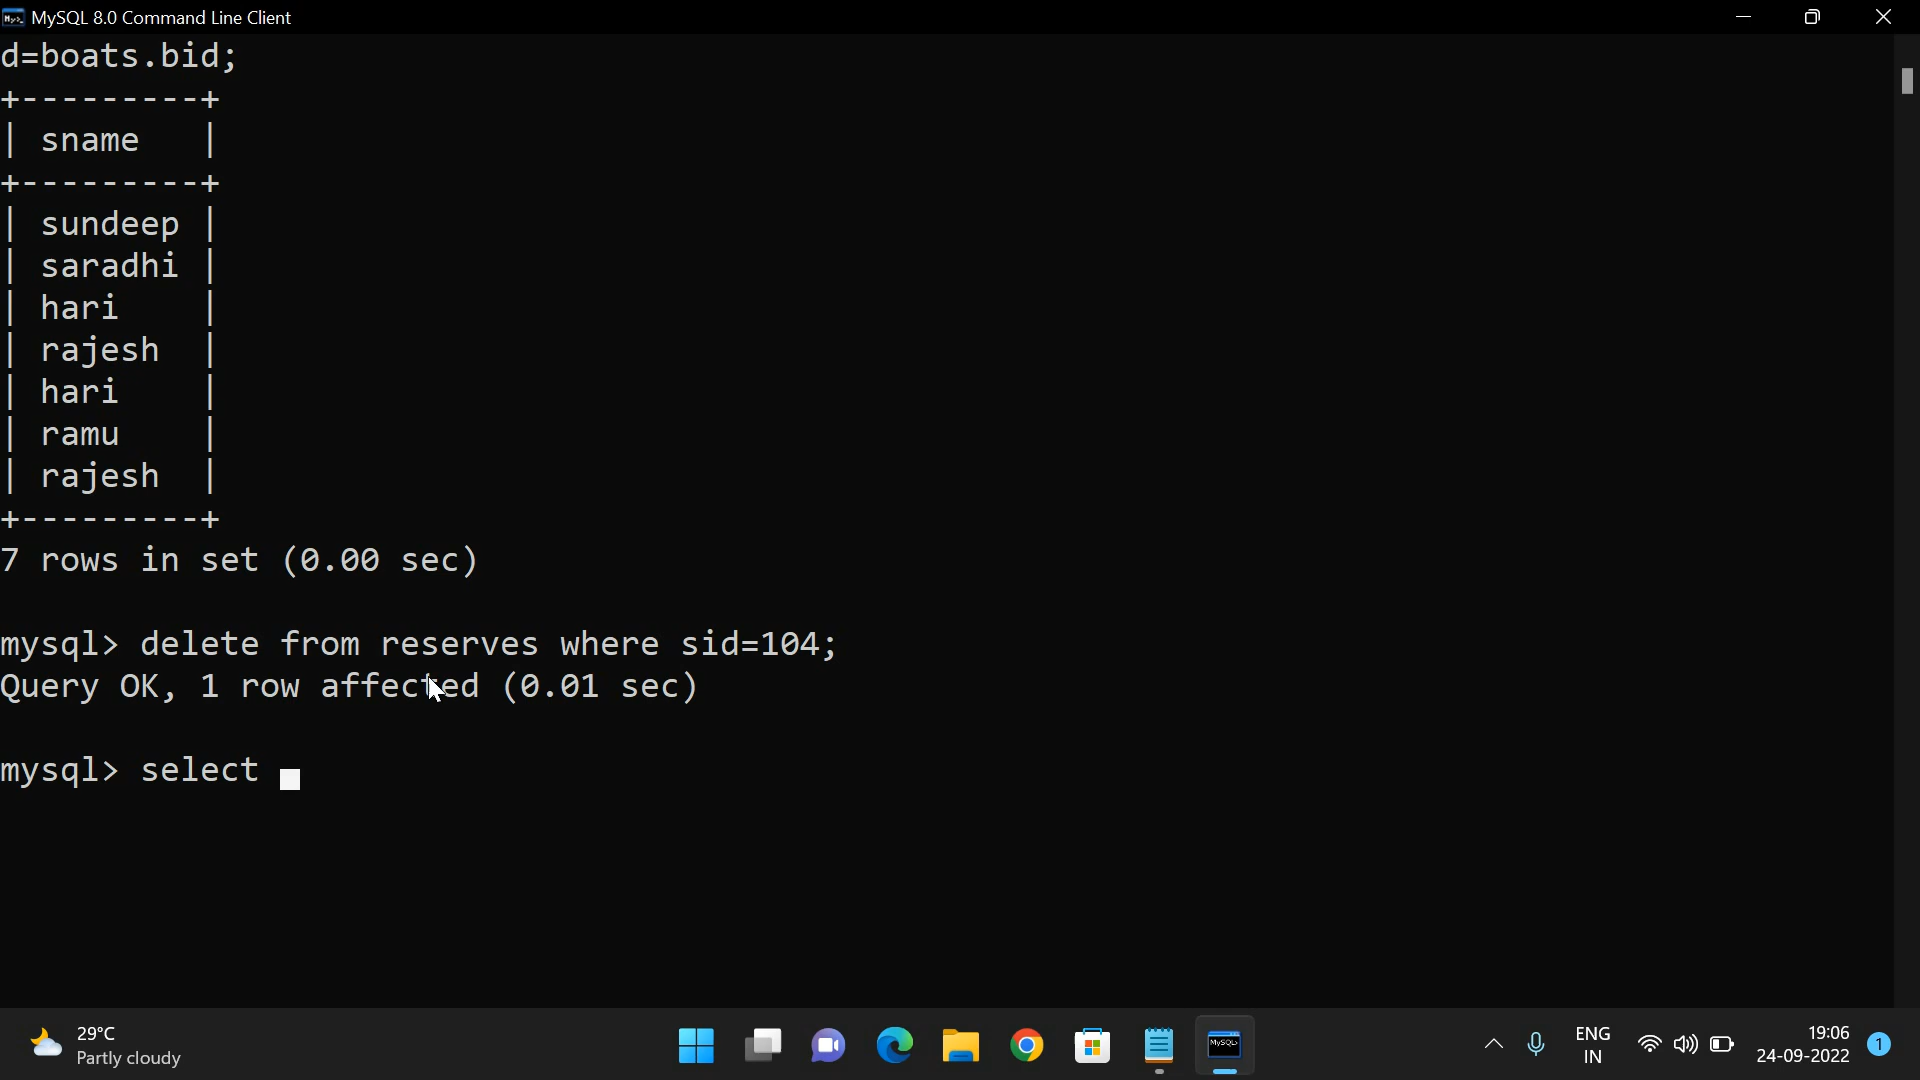 MySQL 8.0 Command Line Client
d=boats.bid;
+---------+
| sname   |
+---------+
| sundeep |
| saradhi |
| hari    |
| rajesh  |
| hari    |
| ramu    |
| rajesh  |
+---------+
7 rows in set (0.00 sec)
mysql> delete from reserves where sid=104;
Query OK, 1 row affected (0.01 sec)
mysql> select
29°C
Partly cloudy
MySQL>
ENG
IN
19:06
24-09-2022
1